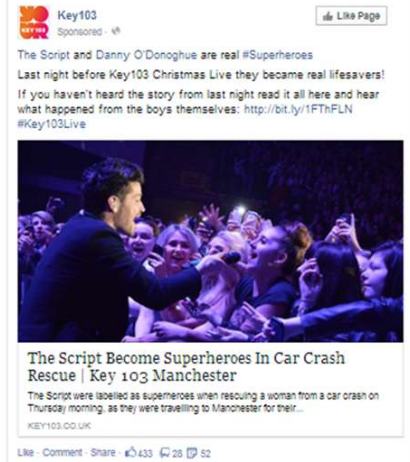 Key103
Like Page
KEY 103
Sponsored ·
The Script and Danny O'Donoghue are real #Superheroes
Last night before Key103 Christmas Live they became real lifesavers!
If you haven't heard the story from last night read it all here and hear
what happened from the boys themselves: http://bit.ly/1FThFLN
#Key103Live
The Script Become Superheroes In Car Crash
Rescue | Key 103 Manchester
The Script were labelled as superheroes when rescuing a woman from a car crash on
Thursday morning, as they were travelling to Manchester for their...
KEY103.CO.UK
Like · Comment · Share · 433 28 52